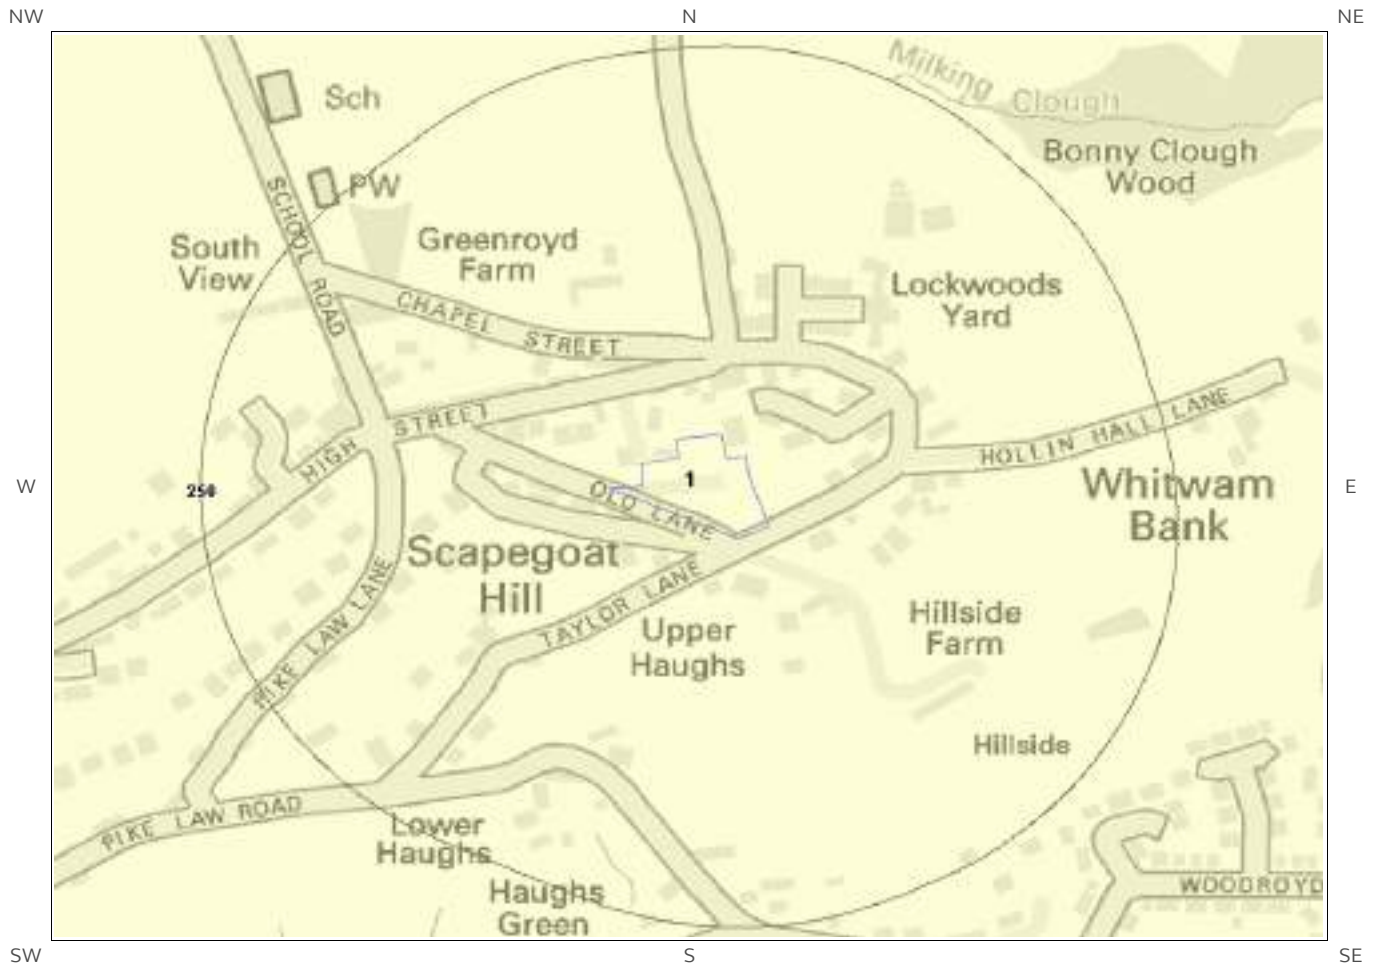 NW
N
NE
Milking
Clough
Sch
Bonny Clough
Wood
PW
SCHOOL ROAD
South
View
Greenroyd
Farm
Lockwoods
Yard
CHAPEL STREET
HIGH STREET
HOLLIN HALL LANE
W
250
1
E
OLD LANE
Whitwam
Bank
Scapegoat
Hill
PIKE LAW LANE
TAYLOR LANE
Upper
Haughs
Hillside
Farm
Hillside
PIKE LAW ROAD
Lower
Haughs
Haughs
Green
WOODROYD
SW
S
SE